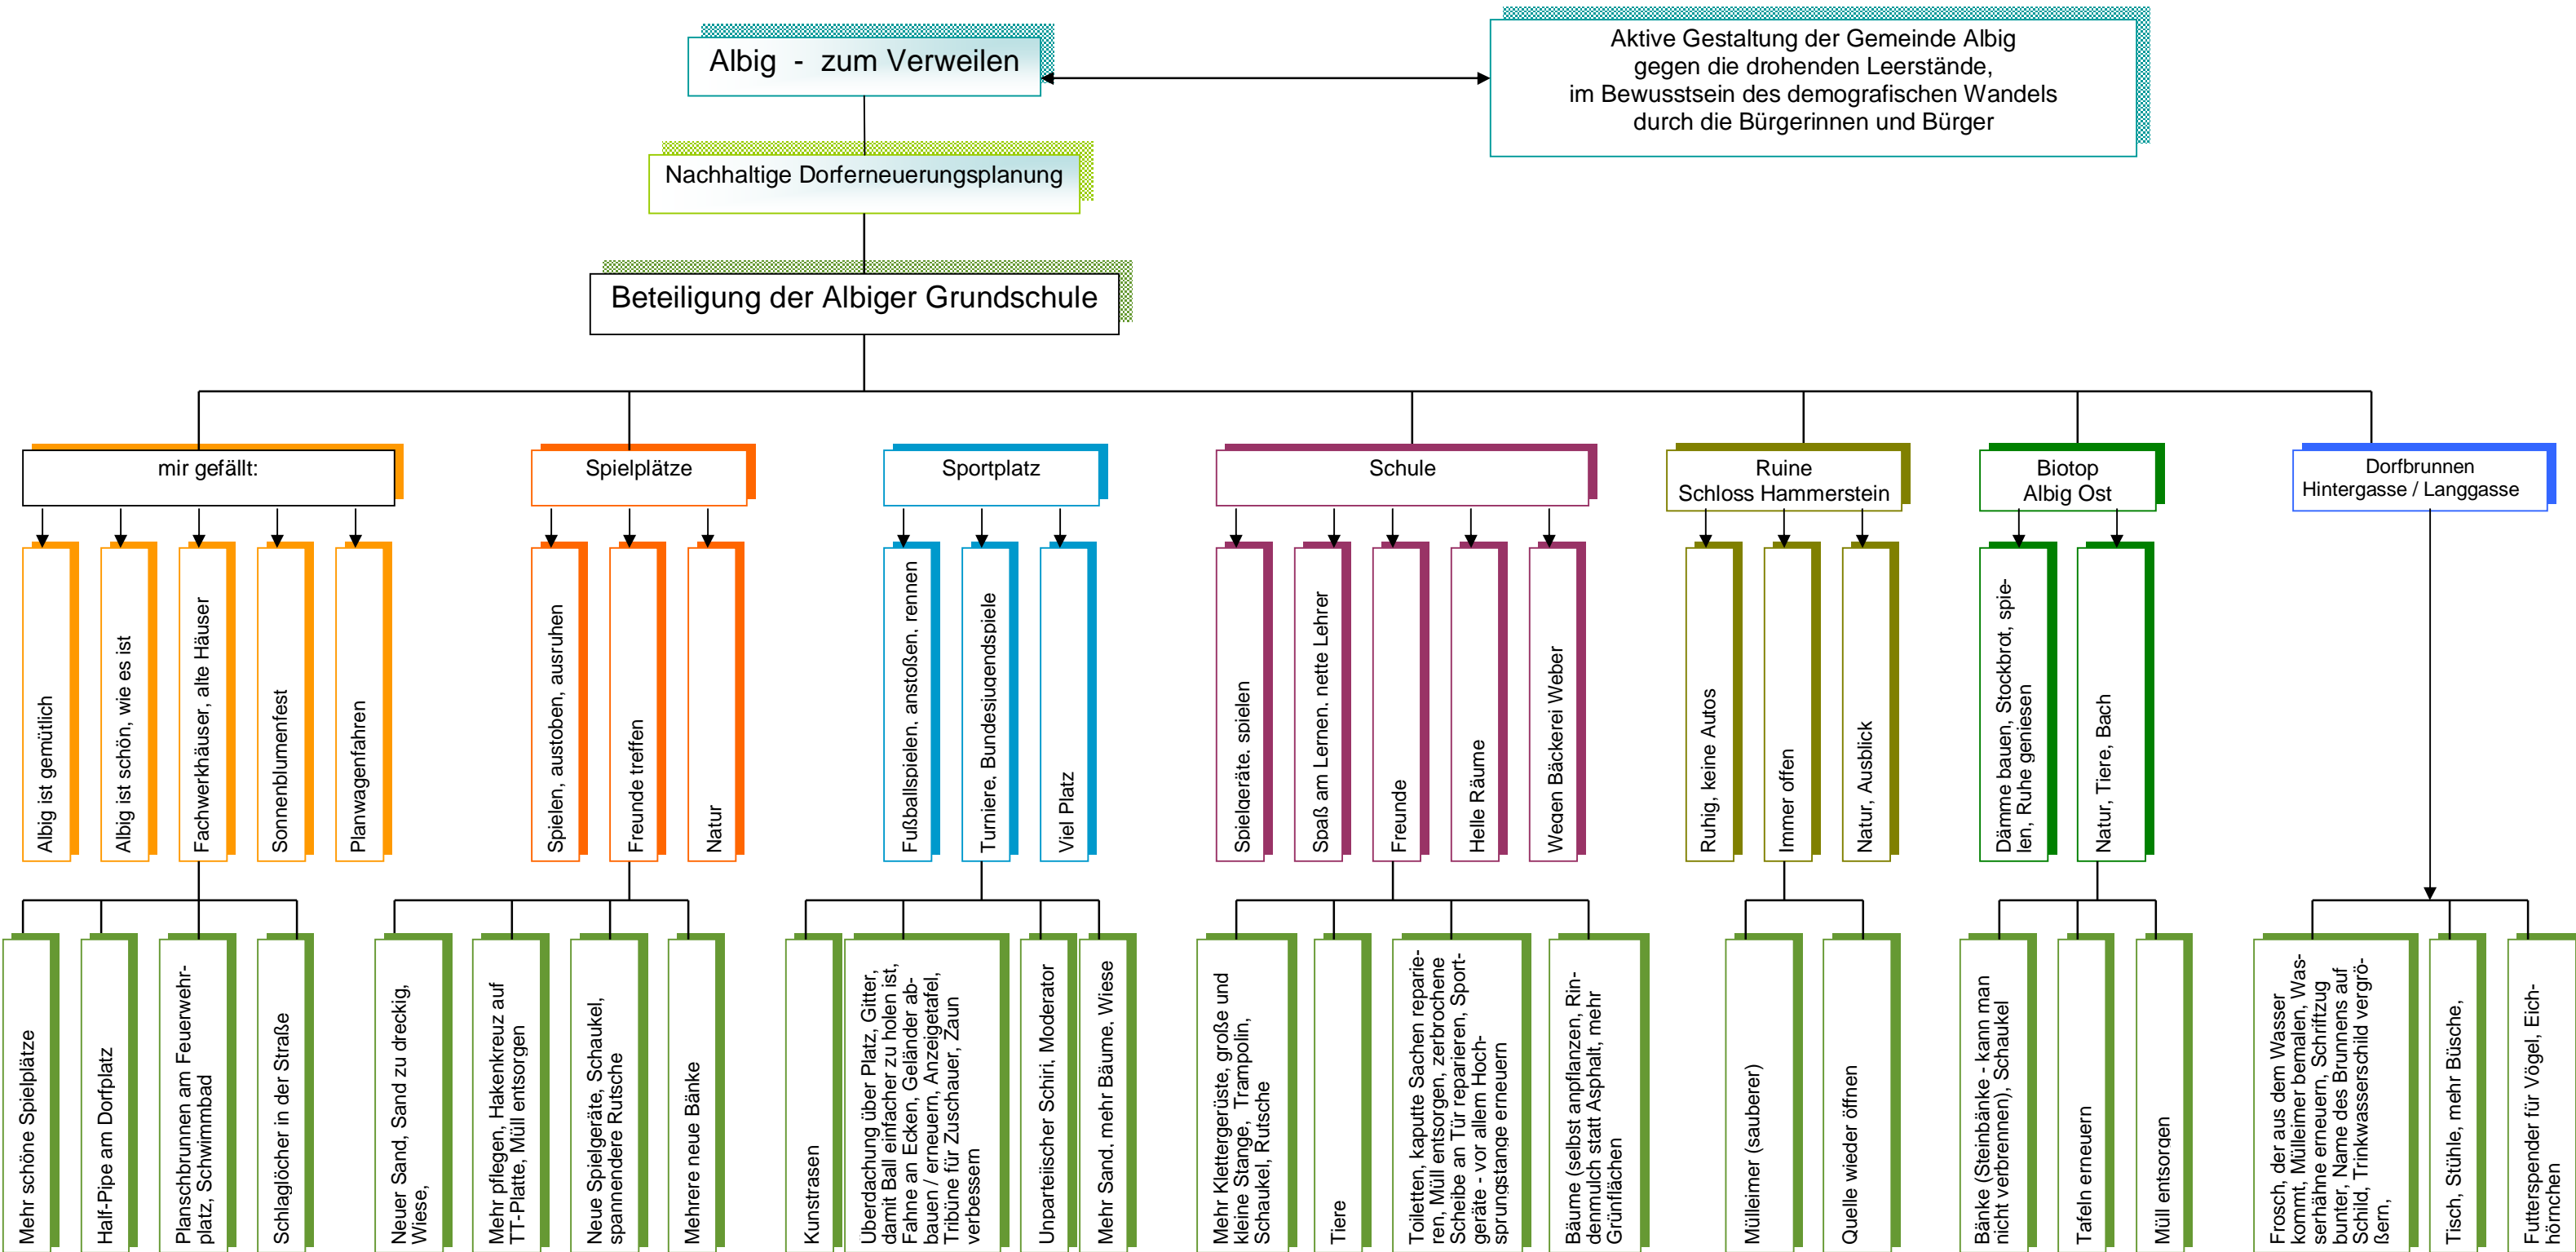 Albig - zum Verweilen
Aktive Gestaltung der Gemeinde Albig
gegen die drohenden Leerstände,
im Bewusstsein des demografischen Wandels
durch die Bürgerinnen und Bürger
Nachhaltige Dorferneuerungsplanung
Beteiligung der Albiger Grundschule
mir gefällt:
Spielplätze
Sportplatz
Schule
Ruine
Schloss Hammerstein
Biotop
Albig Ost
Dorfbrunnen
Hintergasse / Langgasse
Albig ist gemütlich
Albig ist schön, wie es ist
Fachwerkhäuser, alte Häuser
Sonnenblumenfest
Planwagenfahren
Spielen, austoben, ausruhen
Freunde treffen
Natur
Fußballspielen, anstoßen, rennen
Turniere, Bundesjugendspiele
Viel Platz
Spielgeräte, spielen
Spaß am Lernen, nette Lehrer
Freunde
Helle Räume
Wegen Bäckerei Weber
Ruhig, keine Autos
Immer offen
Natur, Ausblick
Dämme bauen, Stockbrot, spie-
len, Ruhe geniesen
Natur, Tiere, Bach
Mehr schöne Spielplätze
Half-Pipe am Dorfplatz
Planschbrunnen am Feuerwehr-
platz, Schwimmbad
Schlaglöcher in der Straße
Neuer Sand, Sand zu dreckig,
Wiese,
Mehr pflegen, Hakenkreuz auf
TT-Platte, Müll entsorgen
Neue Spielgeräte, Schaukel,
spannendere Rutsche
Mehrere neue Bänke
Kunstrasen
Überdachung über Platz, Gitter,
damit Ball einfacher zu holen ist,
Fahne an Ecken, Geländer ab-
bauen / erneuern, Anzeigetafel,
Tribüne für Zuschauer, Zaun
verbessern
Unparteiischer Schiri, Moderator
Mehr Sand, mehr Bäume, Wiese
Mehr Klettergerüste, große und
kleine Stange, Trampolin,
Schaukel, Rutsche
Tiere
Toiletten, kaputte Sachen reparie-
ren, Müll entsorgen, zerbrochene
Scheibe an Tür reparieren, Sport-
geräte - vor allem Hoch-
sprungstange erneuern
Bäume (selbst anpflanzen, Rin-
denmulch statt Asphalt, mehr
Grünflächen
Mülleimer (sauberer)
Quelle wieder öffnen
Bänke (Steinbänke - kann man
nicht verbrennen), Schaukel
Tafeln erneuern
Müll entsorgen
Frosch, der aus dem Wasser
kommt, Mülleimer bemalen, Was-
serhähne erneuern, Schriftzug
bunter, Name des Brunnens auf
Schild, Trinkwasserschild vergrö-
ßern,
Tisch, Stühle, mehr Büsche,
Futterspender für Vögel, Eich-
hörnchen